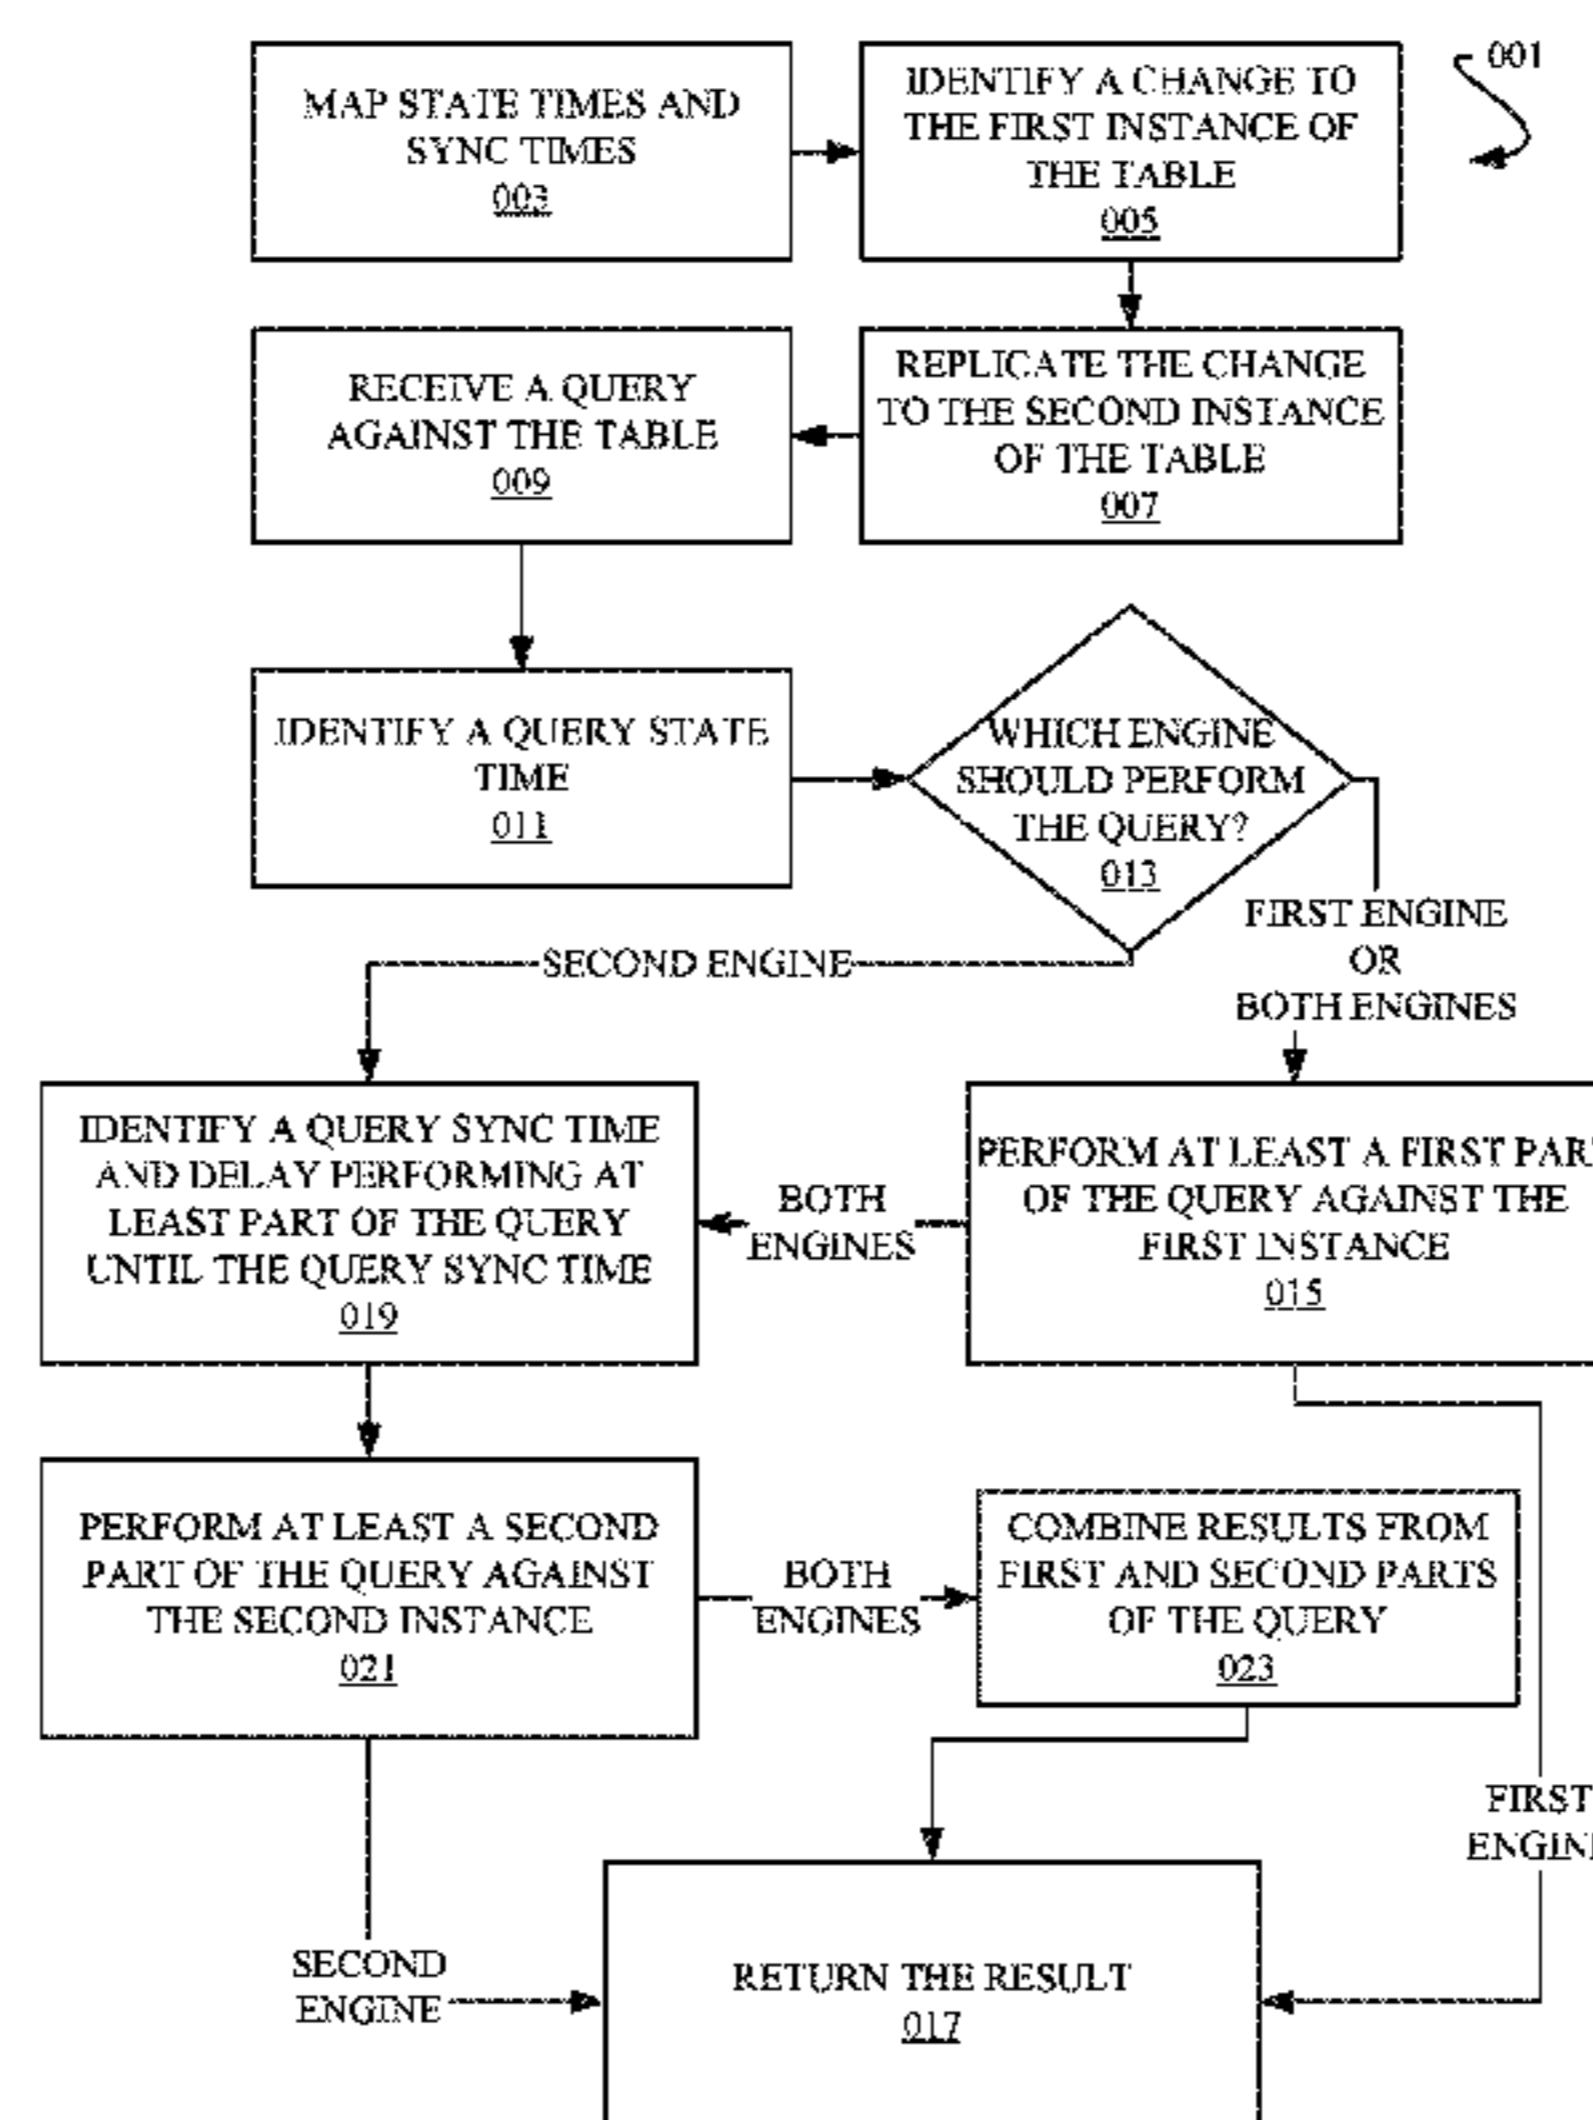 001
MAP STATE TIMES AND
SYNC TIMES
003
IDENTIFY A CHANGE TO
THE FIRST INSTANCE OF
THE TABLE
005
RECEIVE A QUERY
AGAINST THE TABLE
009
REPLICATE THE CHANGE
TO THE SECOND INSTANCE
OF THE TABLE
007
IDENTIFY A QUERY STATE
TIME
011
WHICH ENGINE
SHOULD PERFORM
THE QUERY?
013
FIRST ENGINE
OR
BOTH ENGINES
SECOND ENGINE
IDENTIFY A QUERY SYNC TIME
AND DELAY PERFORMING AT
LEAST PART OF THE QUERY
UNTIL THE QUERY SYNC TIME
019
BOTH
ENGINES
PERFORM AT LEAST A FIRST PART
OF THE QUERY AGAINST THE
FIRST INSTANCE
015
PERFORM AT LEAST A SECOND
PART OF THE QUERY AGAINST
THE SECOND INSTANCE
021
BOTH
ENGINES
COMBINE RESULTS FROM
FIRST AND SECOND PARTS
OF THE QUERY
023
FIRST
ENGIN
SECOND
ENGINE
RETURN THE RESULT
017